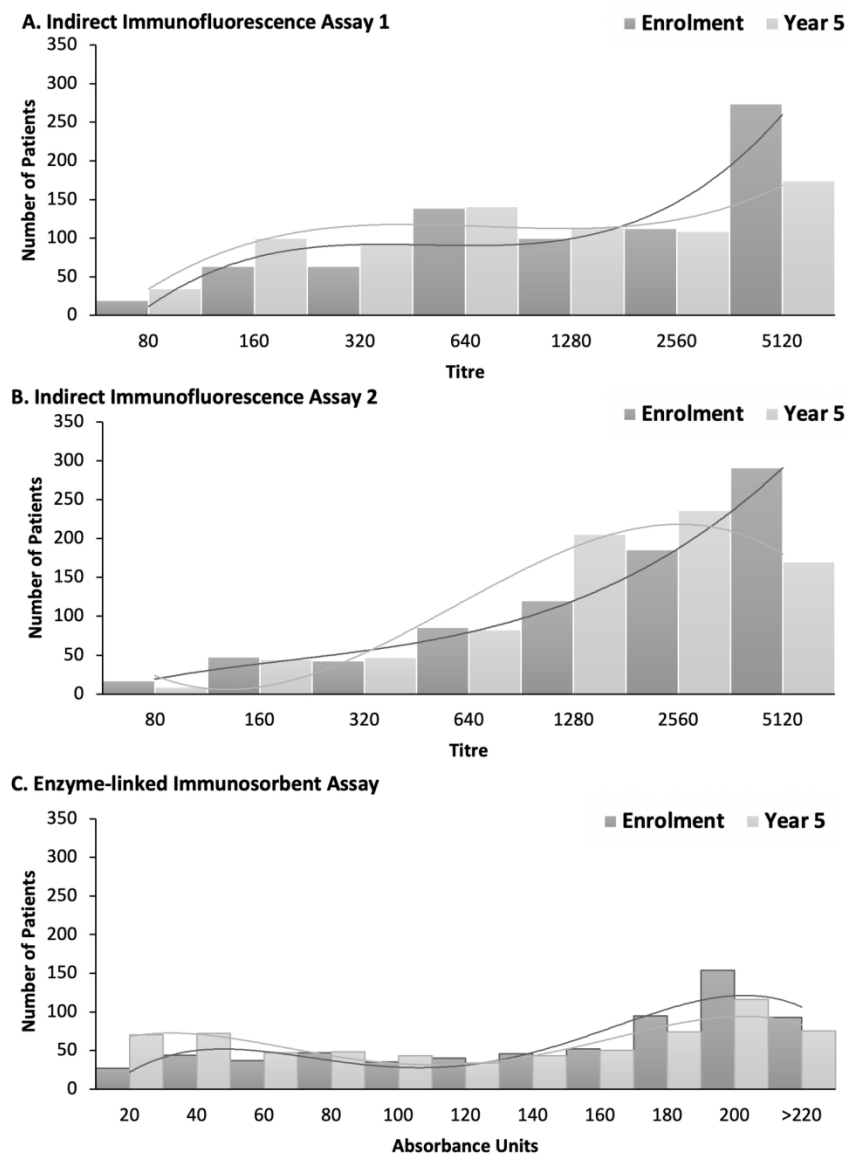 A. Indirect Immunofluorescence Assay 1
Enrolment Year 5
350
300
250
200
150
100
50
0
Number of Patients
80 160 320 640 1280 2560 5120
Titre
B. Indirect Immunofluorescence Assay 2
Enrolment Year 5
350
300
250
200
150
100
50
0
Number of Patients
80 160 320 640 1280 2560 5120
Titre
C. Enzyme-linked Immunosorbent Assay
Enrolment Year 5
350
300
250
200
150
100
50
0
Number of Patients
20 40 60 80 100 120 140 160 180 200 >220
Absorbance Units